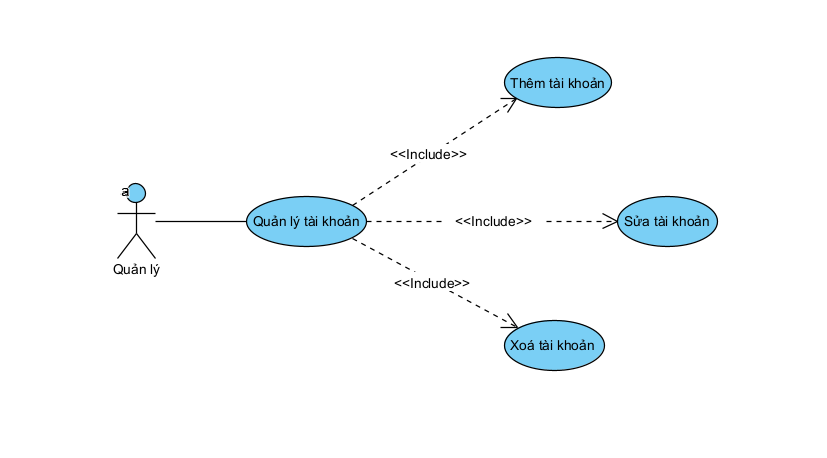 Thêm tài khoản
<<Include>>
a
Quản lý tài khoản
<<Include>>
Sửa tài khoản
Quản lý
<<Include>>
Xoá tài khoản